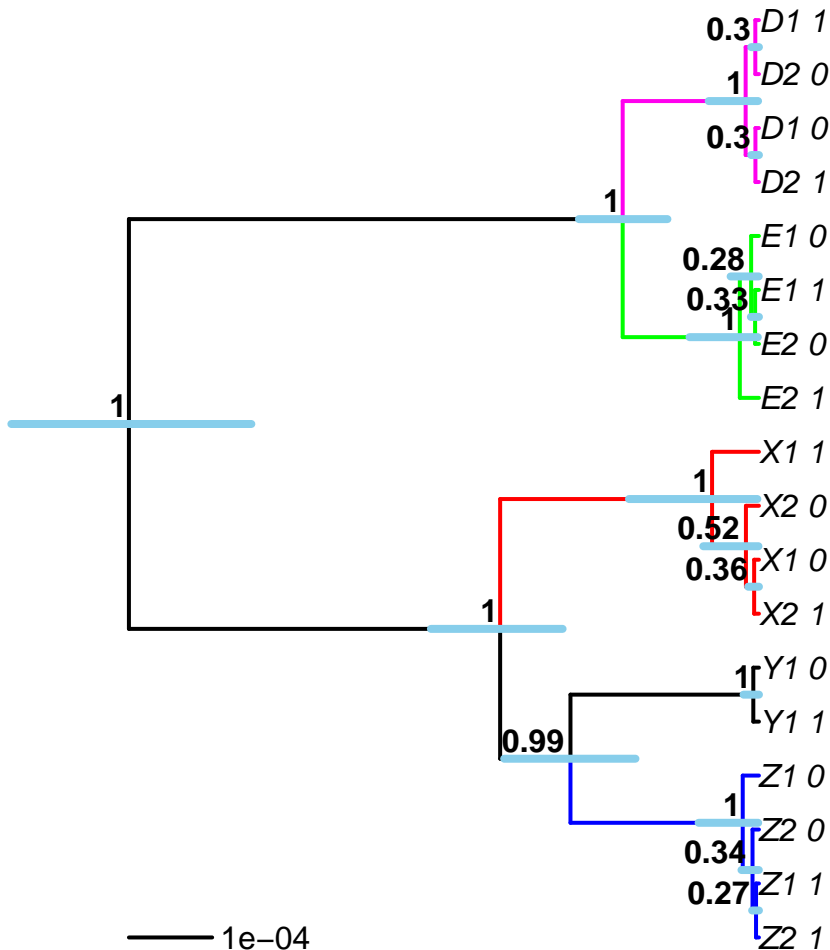 0.3
D1 1
D2 0
1
0.3
D1 0
D2 1
1
E1 0
0.28
E1 1
0.33
1
E2 0
E2 1
1
X1 1
1
X2 0
0.52
X1 0
0.36
X2 1
1
Y1 0
1
Y1 1
0.99
Z1 0
1
Z2 0
0.34
Z1 1
0.27
Z2 1
1e−04